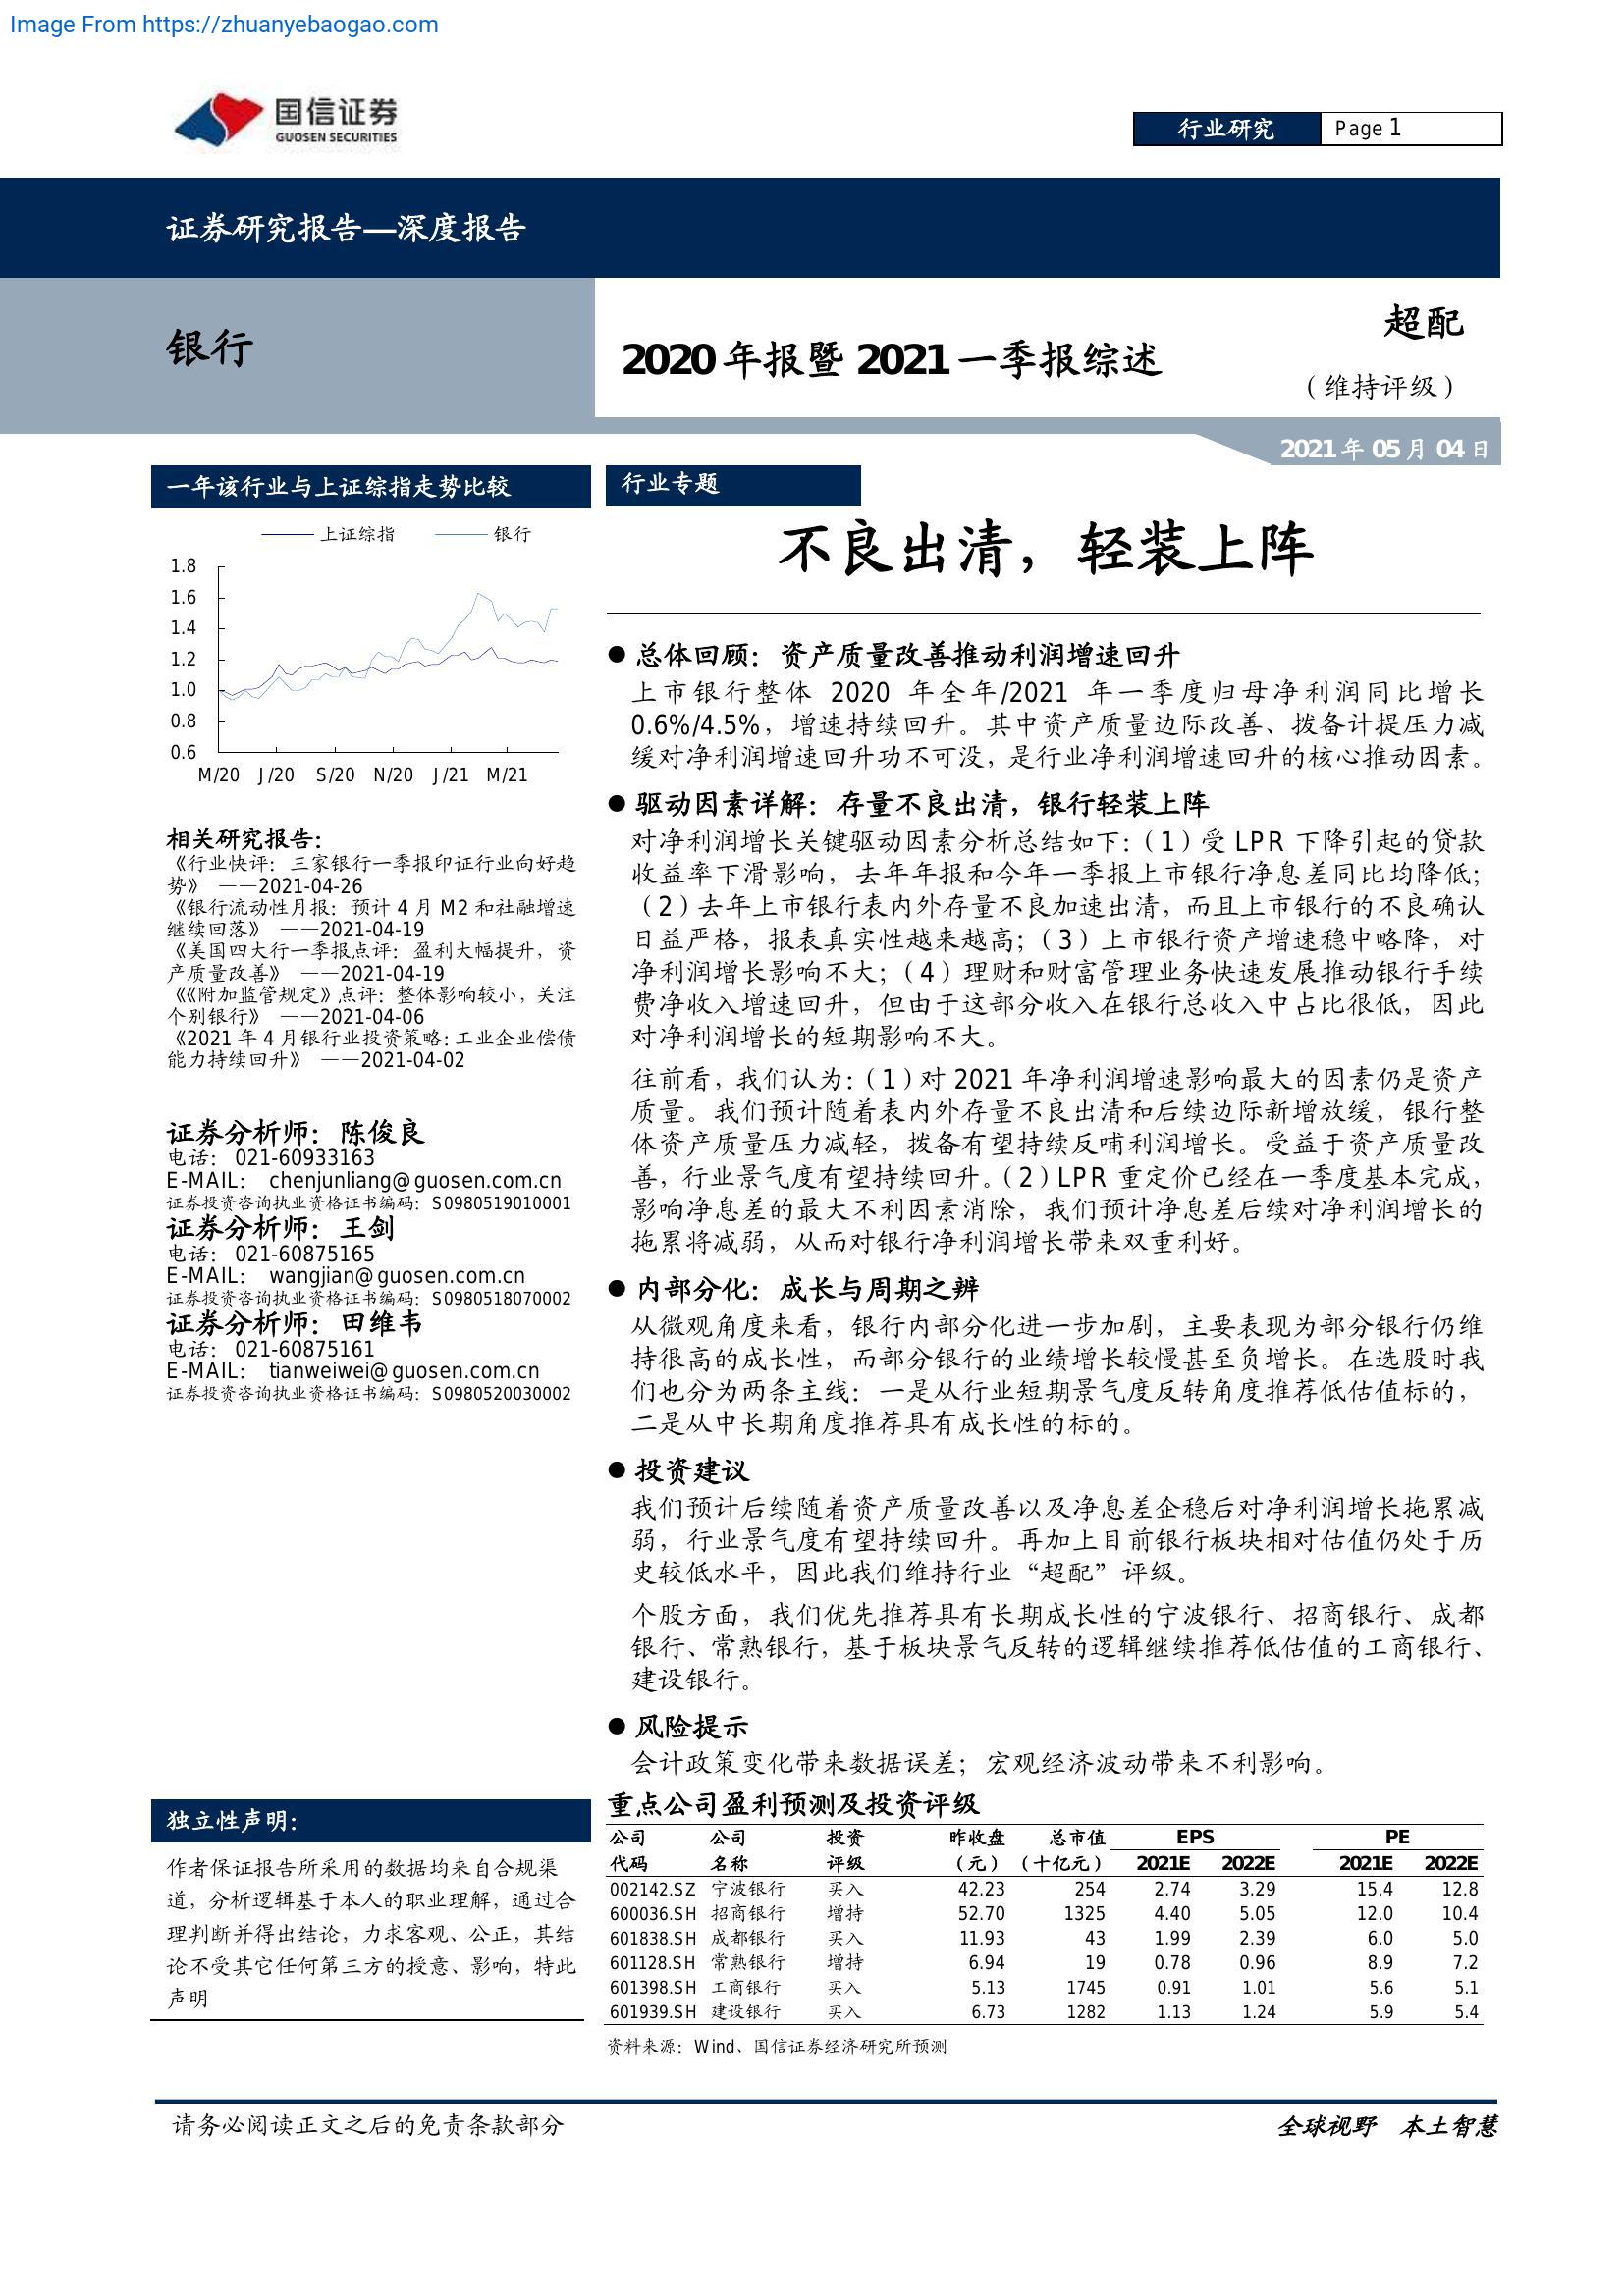 Image From https://zhuanyebaogao.com
国信证券
GUOSEN SECURITIES
行业研究
Page 1
证券研究报告—深度报告
银行
2020年报暨2021一季报综述
超配
（维持评级）
2021年05月04日
一年该行业与上证综指走势比较
上证综指 银行
1.8
1.6
1.4
1.2
1.0
0.8
0.6
M/20 J/20 S/20 N/20 J/21 M/21
相关研究报告：
《行业快评：三家银行一季报印证行业向好趋
势》 ——2021-04-26
《银行流动性月报：预计4月M2和社融增速
继续回落》 ——2021-04-19
《美国四大行一季报点评：盈利大幅提升，资
产质量改善》 ——2021-04-19
《《附加监管规定》点评：整体影响较小，关注
个别银行》 ——2021-04-06
《2021年4月银行业投资策略：工业企业偿债
能力持续回升》 ——2021-04-02
证券分析师：陈俊良
电话： 021-60933163
E-MAIL： chenjunliang@guosen.com.cn
证券投资咨询执业资格证书编码：S0980519010001
证券分析师：王剑
电话： 021-60875165
E-MAIL： wangjian@guosen.com.cn
证券投资咨询执业资格证书编码：S0980518070002
证券分析师：田维韦
电话： 021-60875161
E-MAIL： tianweiwei@guosen.com.cn
证券投资咨询执业资格证书编码：S0980520030002
独立性声明：
作者保证报告所采用的数据均来自合规渠
道，分析逻辑基于本人的职业理解，通过合
理判断并得出结论，力求客观、公正，其结
论不受其它任何第三方的授意、影响，特此
声明
行业专题
不良出清，轻装上阵
● 总体回顾：资产质量改善推动利润增速回升
上市银行整体 2020 年全年/2021 年一季度归母净利润同比增长
0.6%/4.5%，增速持续回升。其中资产质量边际改善、拨备计提压力减
缓对净利润增速回升功不可没，是行业净利润增速回升的核心推动因素。
● 驱动因素详解：存量不良出清，银行轻装上阵
对净利润增长关键驱动因素分析总结如下：（1）受 LPR 下降引起的贷款
收益率下滑影响，去年年报和今年一季报上市银行净息差同比均降低；
（2）去年上市银行表内外存量不良加速出清，而且上市银行的不良确认
日益严格，报表真实性越来越高；（3）上市银行资产增速稳中略降，对
净利润增长影响不大；（4）理财和财富管理业务快速发展推动银行手续
费净收入增速回升，但由于这部分收入在银行总收入中占比很低，因此
对净利润增长的短期影响不大。
往前看，我们认为：（1）对 2021 年净利润增速影响最大的因素仍是资产
质量。我们预计随着表内外存量不良出清和后续边际新增放缓，银行整
体资产质量压力减轻，拨备有望持续反哺利润增长。受益于资产质量改
善，行业景气度有望持续回升。（2）LPR 重定价已经在一季度基本完成，
影响净息差的最大不利因素消除，我们预计净息差后续对净利润增长的
拖累将减弱，从而对银行净利润增长带来双重利好。
● 内部分化：成长与周期之辨
从微观角度来看，银行内部分化进一步加剧，主要表现为部分银行仍维
持很高的成长性，而部分银行的业绩增长较慢甚至负增长。在选股时我
们也分为两条主线：一是从行业短期景气度反转角度推荐低估值标的，
二是从中长期角度推荐具有成长性的标的。
● 投资建议
我们预计后续随着资产质量改善以及净息差企稳后对净利润增长拖累减
弱，行业景气度有望持续回升。再加上目前银行板块相对估值仍处于历
史较低水平，因此我们维持行业“超配”评级。
个股方面，我们优先推荐具有长期成长性的宁波银行、招商银行、成都
银行、常熟银行，基于板块景气反转的逻辑继续推荐低估值的工商银行、
建设银行。
● 风险提示
会计政策变化带来数据误差；宏观经济波动带来不利影响。
重点公司盈利预测及投资评级
公司 公司 投资 昨收盘 总市值 EPS PE
代码 名称 评级 （元） （十亿元） 2021E 2022E 2021E 2022E
002142.SZ 宁波银行 买入 42.23 254 2.74 3.29 15.4 12.8
600036.SH 招商银行 增持 52.70 1325 4.40 5.05 12.0 10.4
601838.SH 成都银行 买入 11.93 43 1.99 2.39 6.0 5.0
601128.SH 常熟银行 增持 6.94 19 0.78 0.96 8.9 7.2
601398.SH 工商银行 买入 5.13 1745 0.91 1.01 5.6 5.1
601939.SH 建设银行 买入 6.73 1282 1.13 1.24 5.9 5.4
资料来源：Wind、国信证券经济研究所预测
请务必阅读正文之后的免责条款部分
全球视野 本土智慧